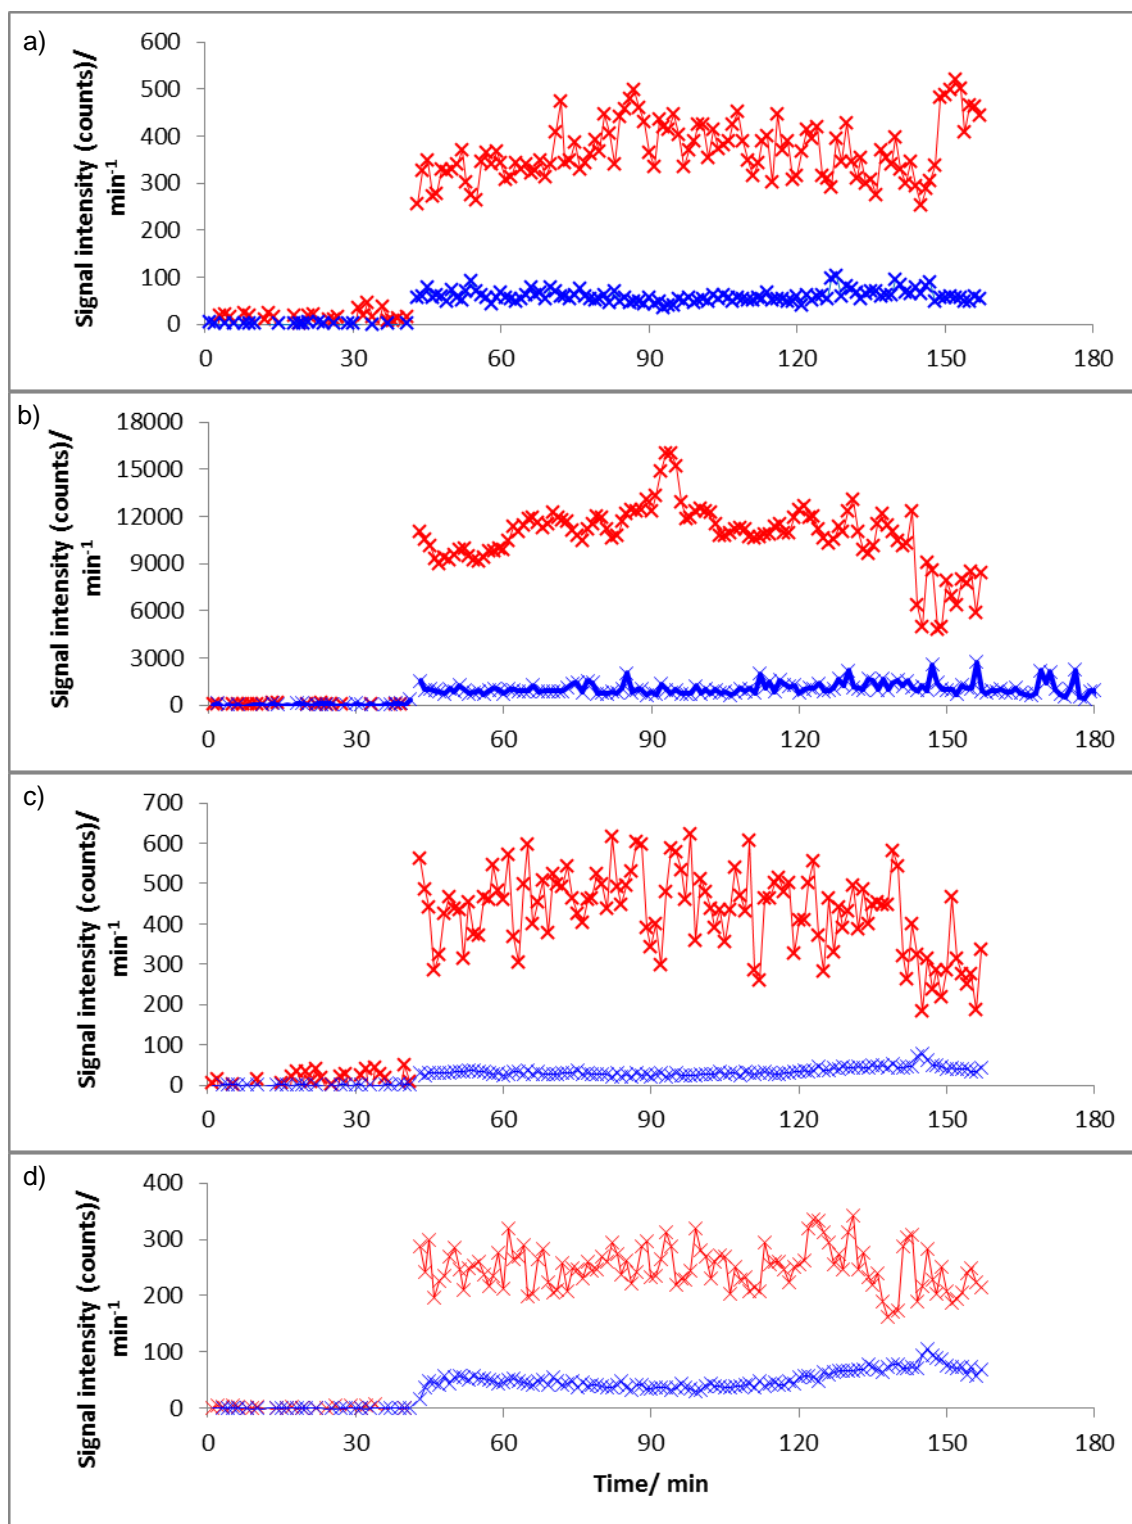 a)
Signal intensity (counts)/
min-1
600
500
400
300
200
100
0
0 30 60 90 120 150 180
b)
Signal intensity (counts)/
min-1
18000
15000
12000
9000
6000
3000
0
0 30 60 90 120 150 180
c)
Signal intensity (counts)/
min-1
700
600
500
400
300
200
100
0
0 30 60 90 120 150 180
d)
Signal intensity (counts)/
min-1
400
300
200
100
0
0 30 60 90 120 150 180
Time/ min